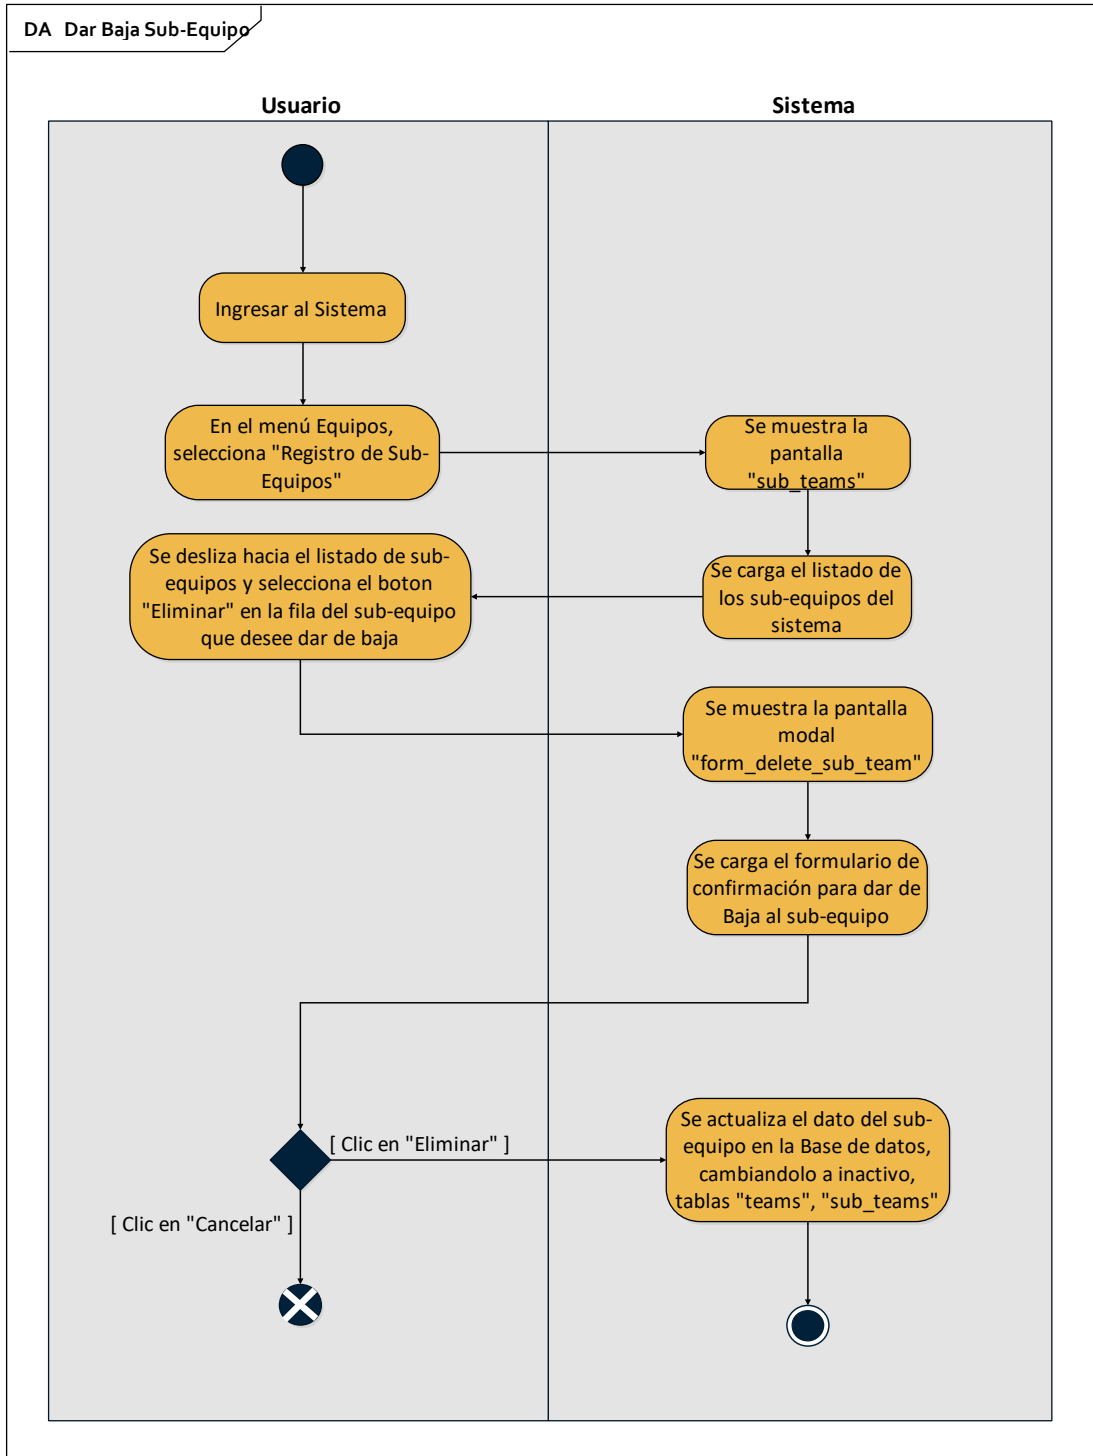 DA Dar Baja Sub-Equipo
Usuario
Sistema
Ingresar al Sistema
En el menú Equipos,
selecciona "Registro de Sub-
Equipos"
Se muestra la
pantalla
"sub_teams"
Se carga el listado de
los sub-equipos del
sistema
Se desliza hacia el listado de sub-
equipos y selecciona el boton
"Eliminar" en la fila del sub-equipo
que desee dar de baja
Se muestra la pantalla
modal
"form_delete_sub_team"
Se carga el formulario de
confirmación para dar de
Baja al sub-equipo
[ Clic en "Eliminar" ]
Se actualiza el dato del sub-
equipo en la Base de datos,
cambiandolo a inactivo,
tablas "teams", "sub_teams"
[ Clic en "Cancelar" ]